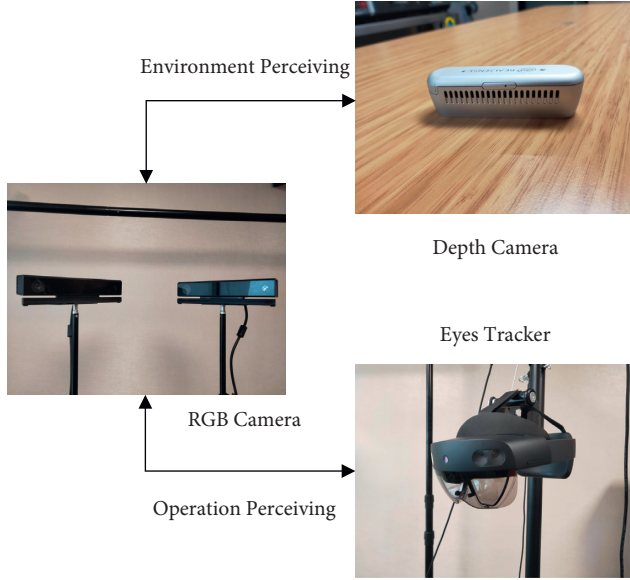 Environment Perceiving
Depth Camera
Eyes Tracker
RGB Camera
Operation Perceiving